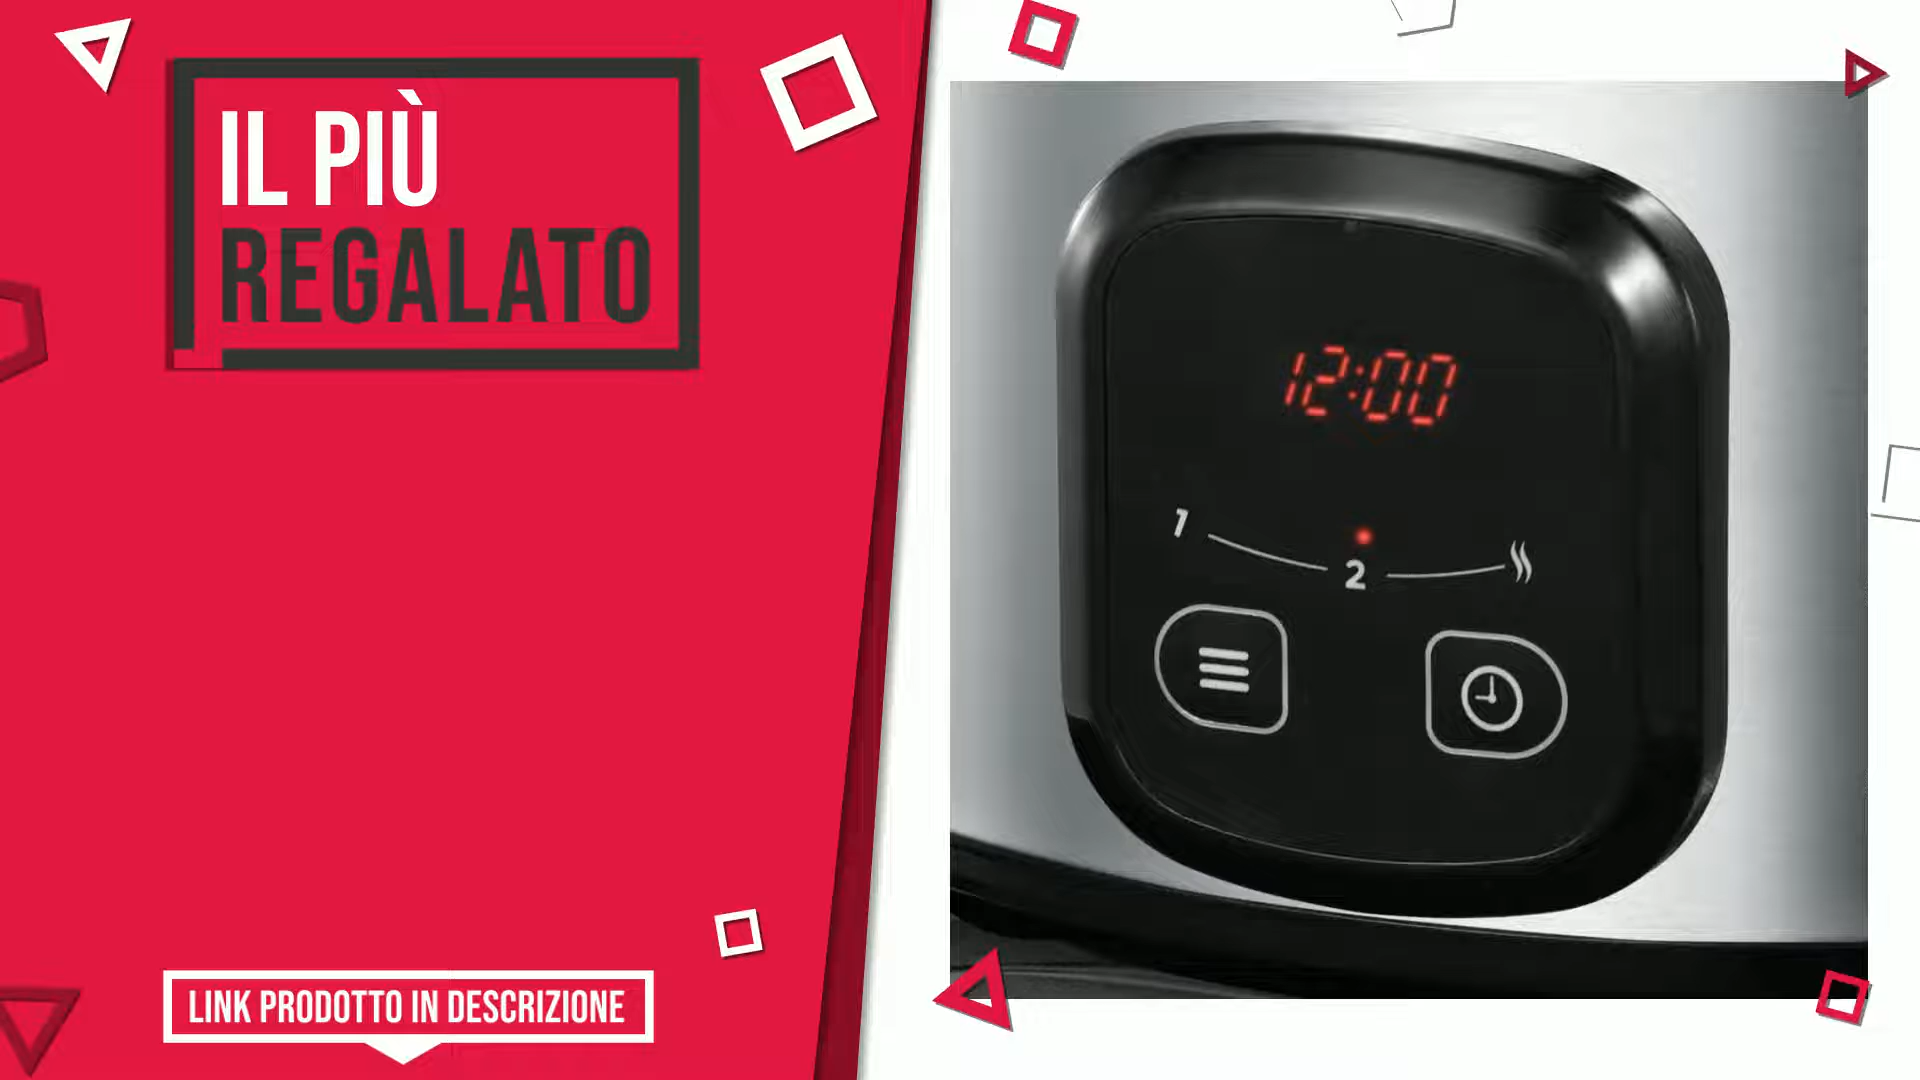 IL PIÙ
REGALATO
12:00
1
2
LINK PRODOTTO IN DESCRIZIONE